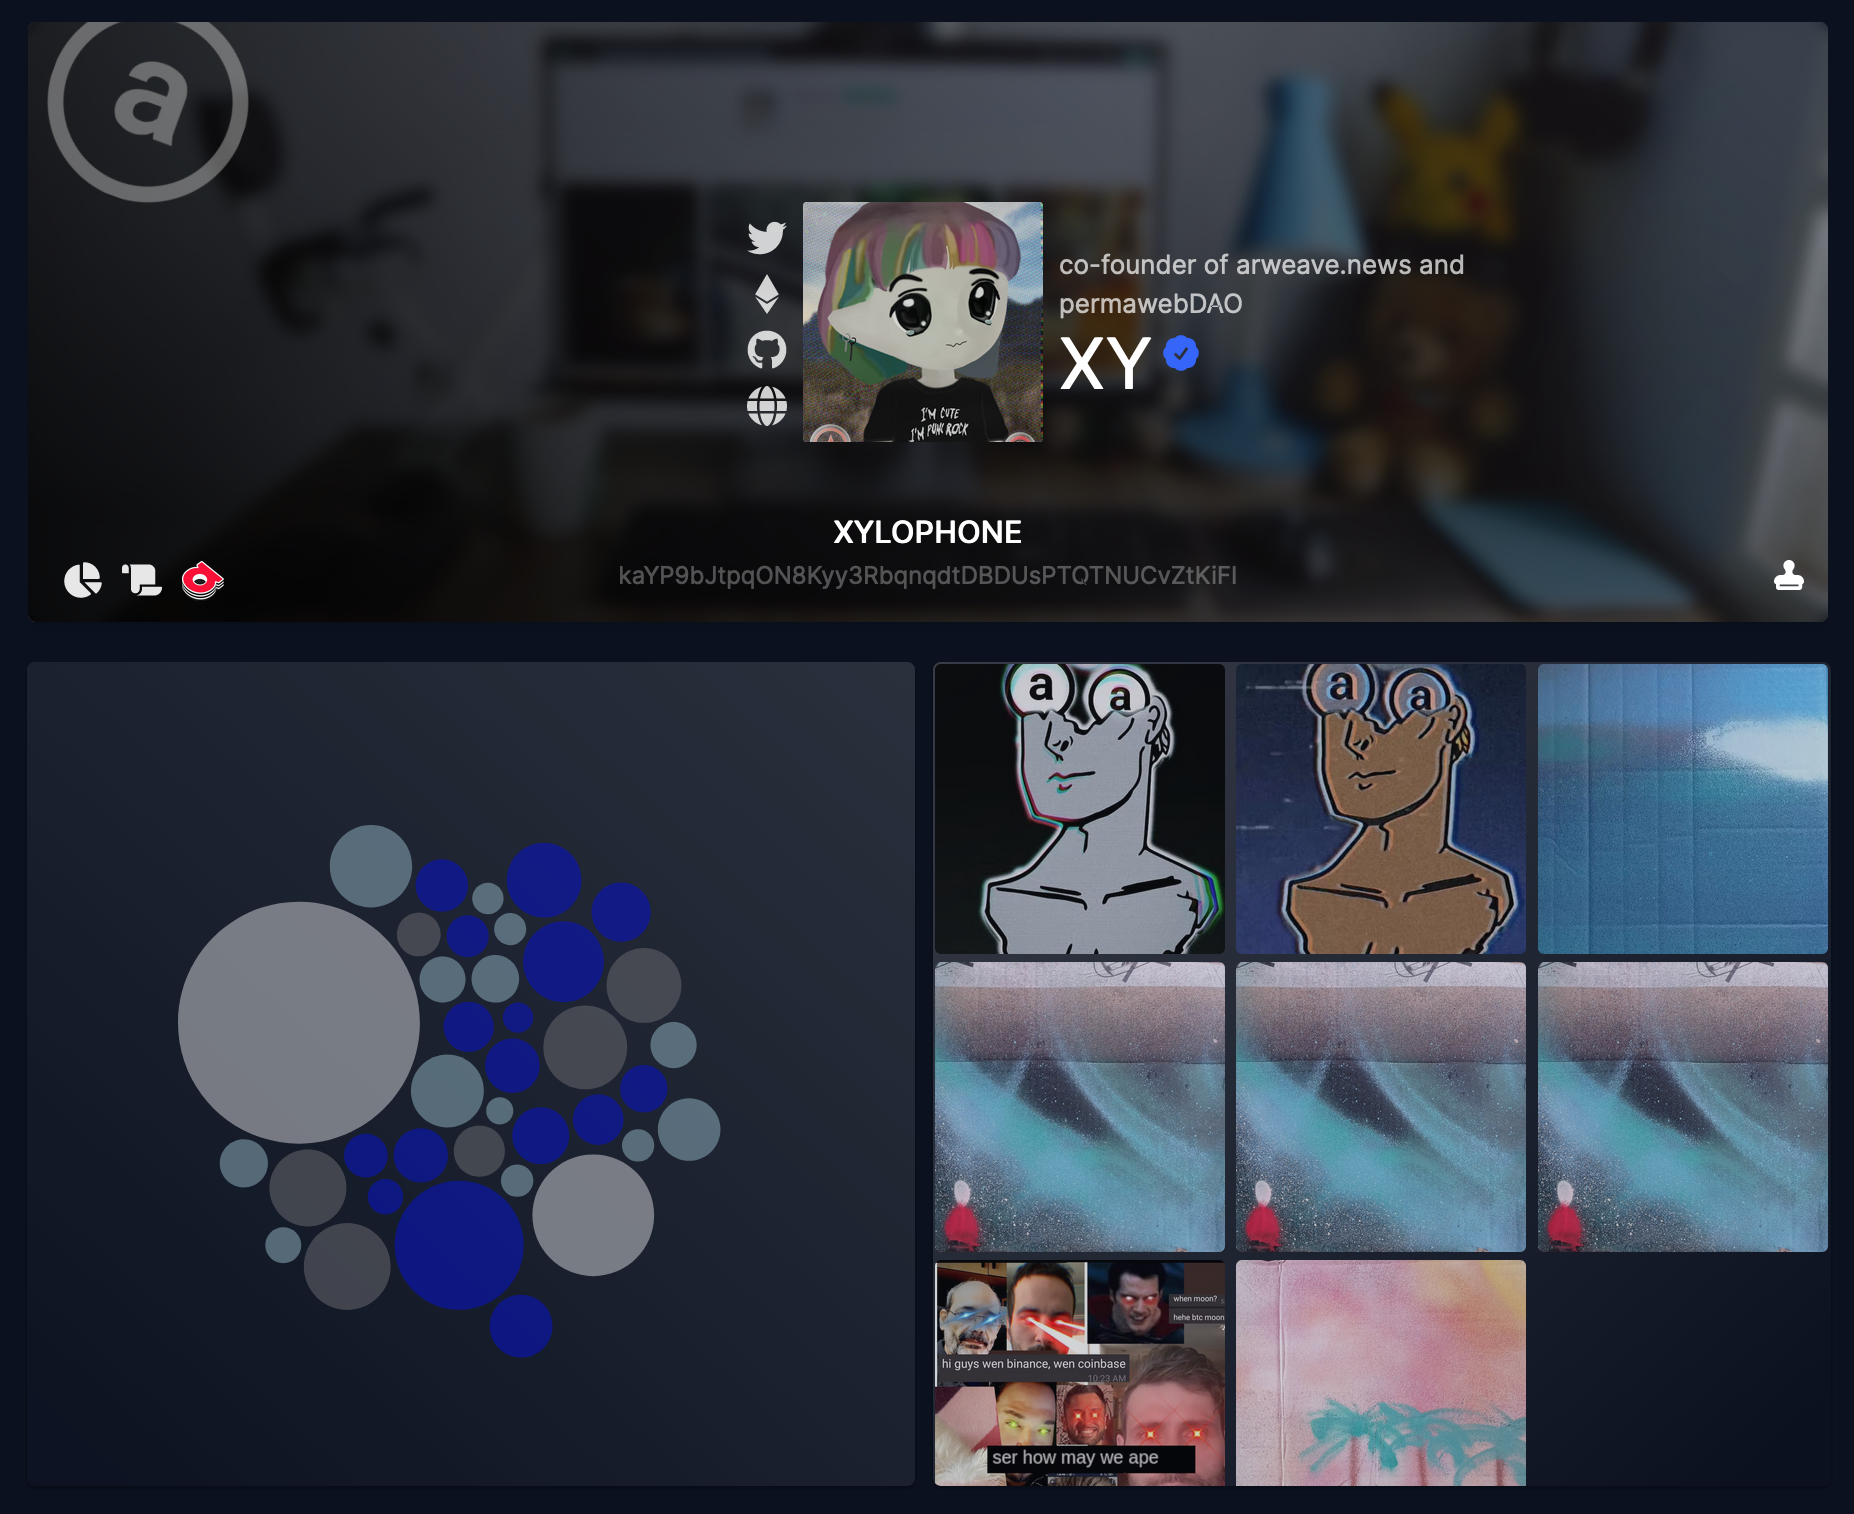 a
co-founder of arweave.news and
permawebDAO
XY
I'M CUTE
I'M PUNK ROCK
XYLOPHONE
kaYP9bJtpqON8Kyy3RbqnqdtDBDUsPTQTNUCvZtKiFI
a a
a a
when moon?
hehe btc moon
hi guys wen binance, wen coinbase
10:23 AM
ser how may we ape